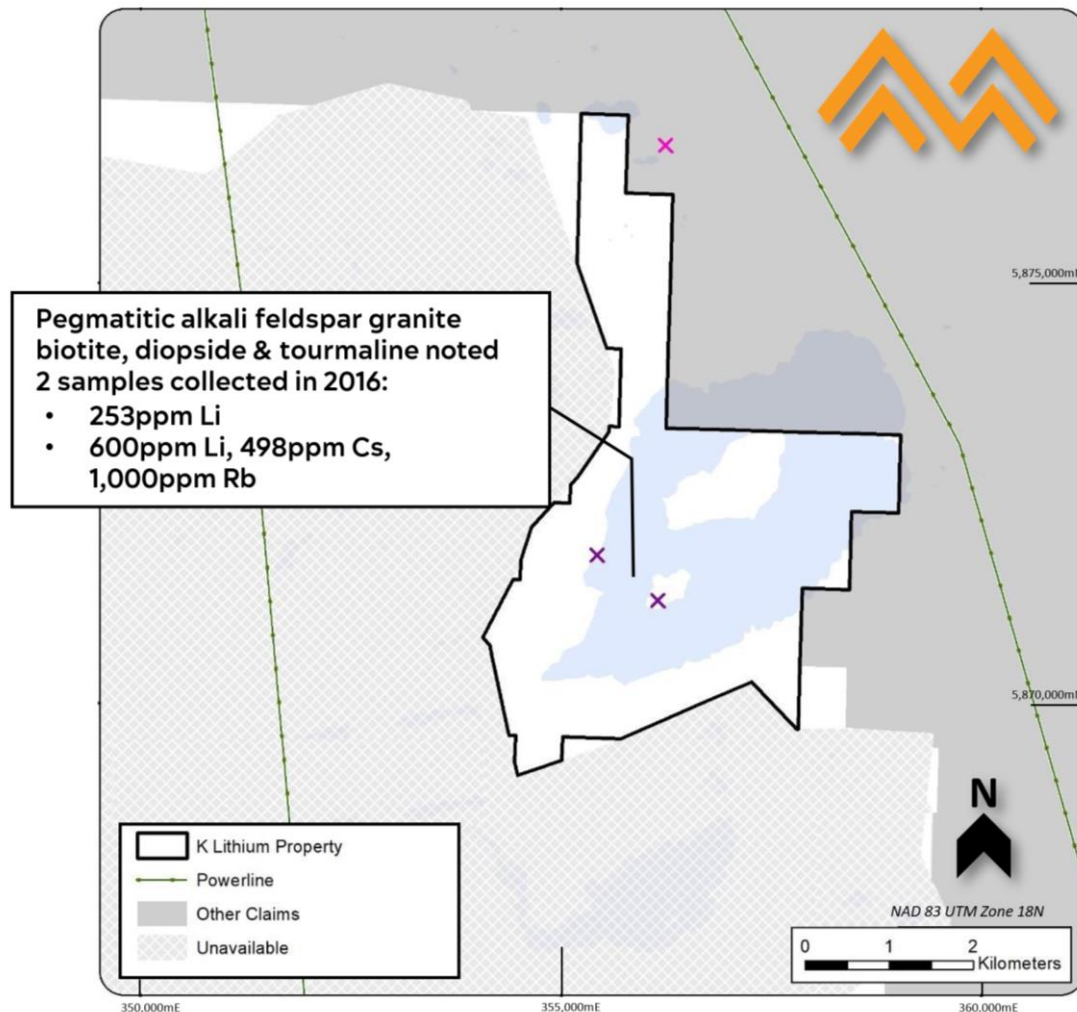 5,875,000mE
Pegmatitic alkali feldspar granite
biotite, diopside & tourmaline noted
2 samples collected in 2016:
• 253ppm Li
• 600ppm Li, 498ppm Cs,
1,000ppm Rb
5,870,000mE
N
NAD 83 UTM Zone 18N
K Lithium Property
Powerline
Other Claims
Unavailable
0 1 2
Kilometers
350,000mE 355,000mE 360,000mE